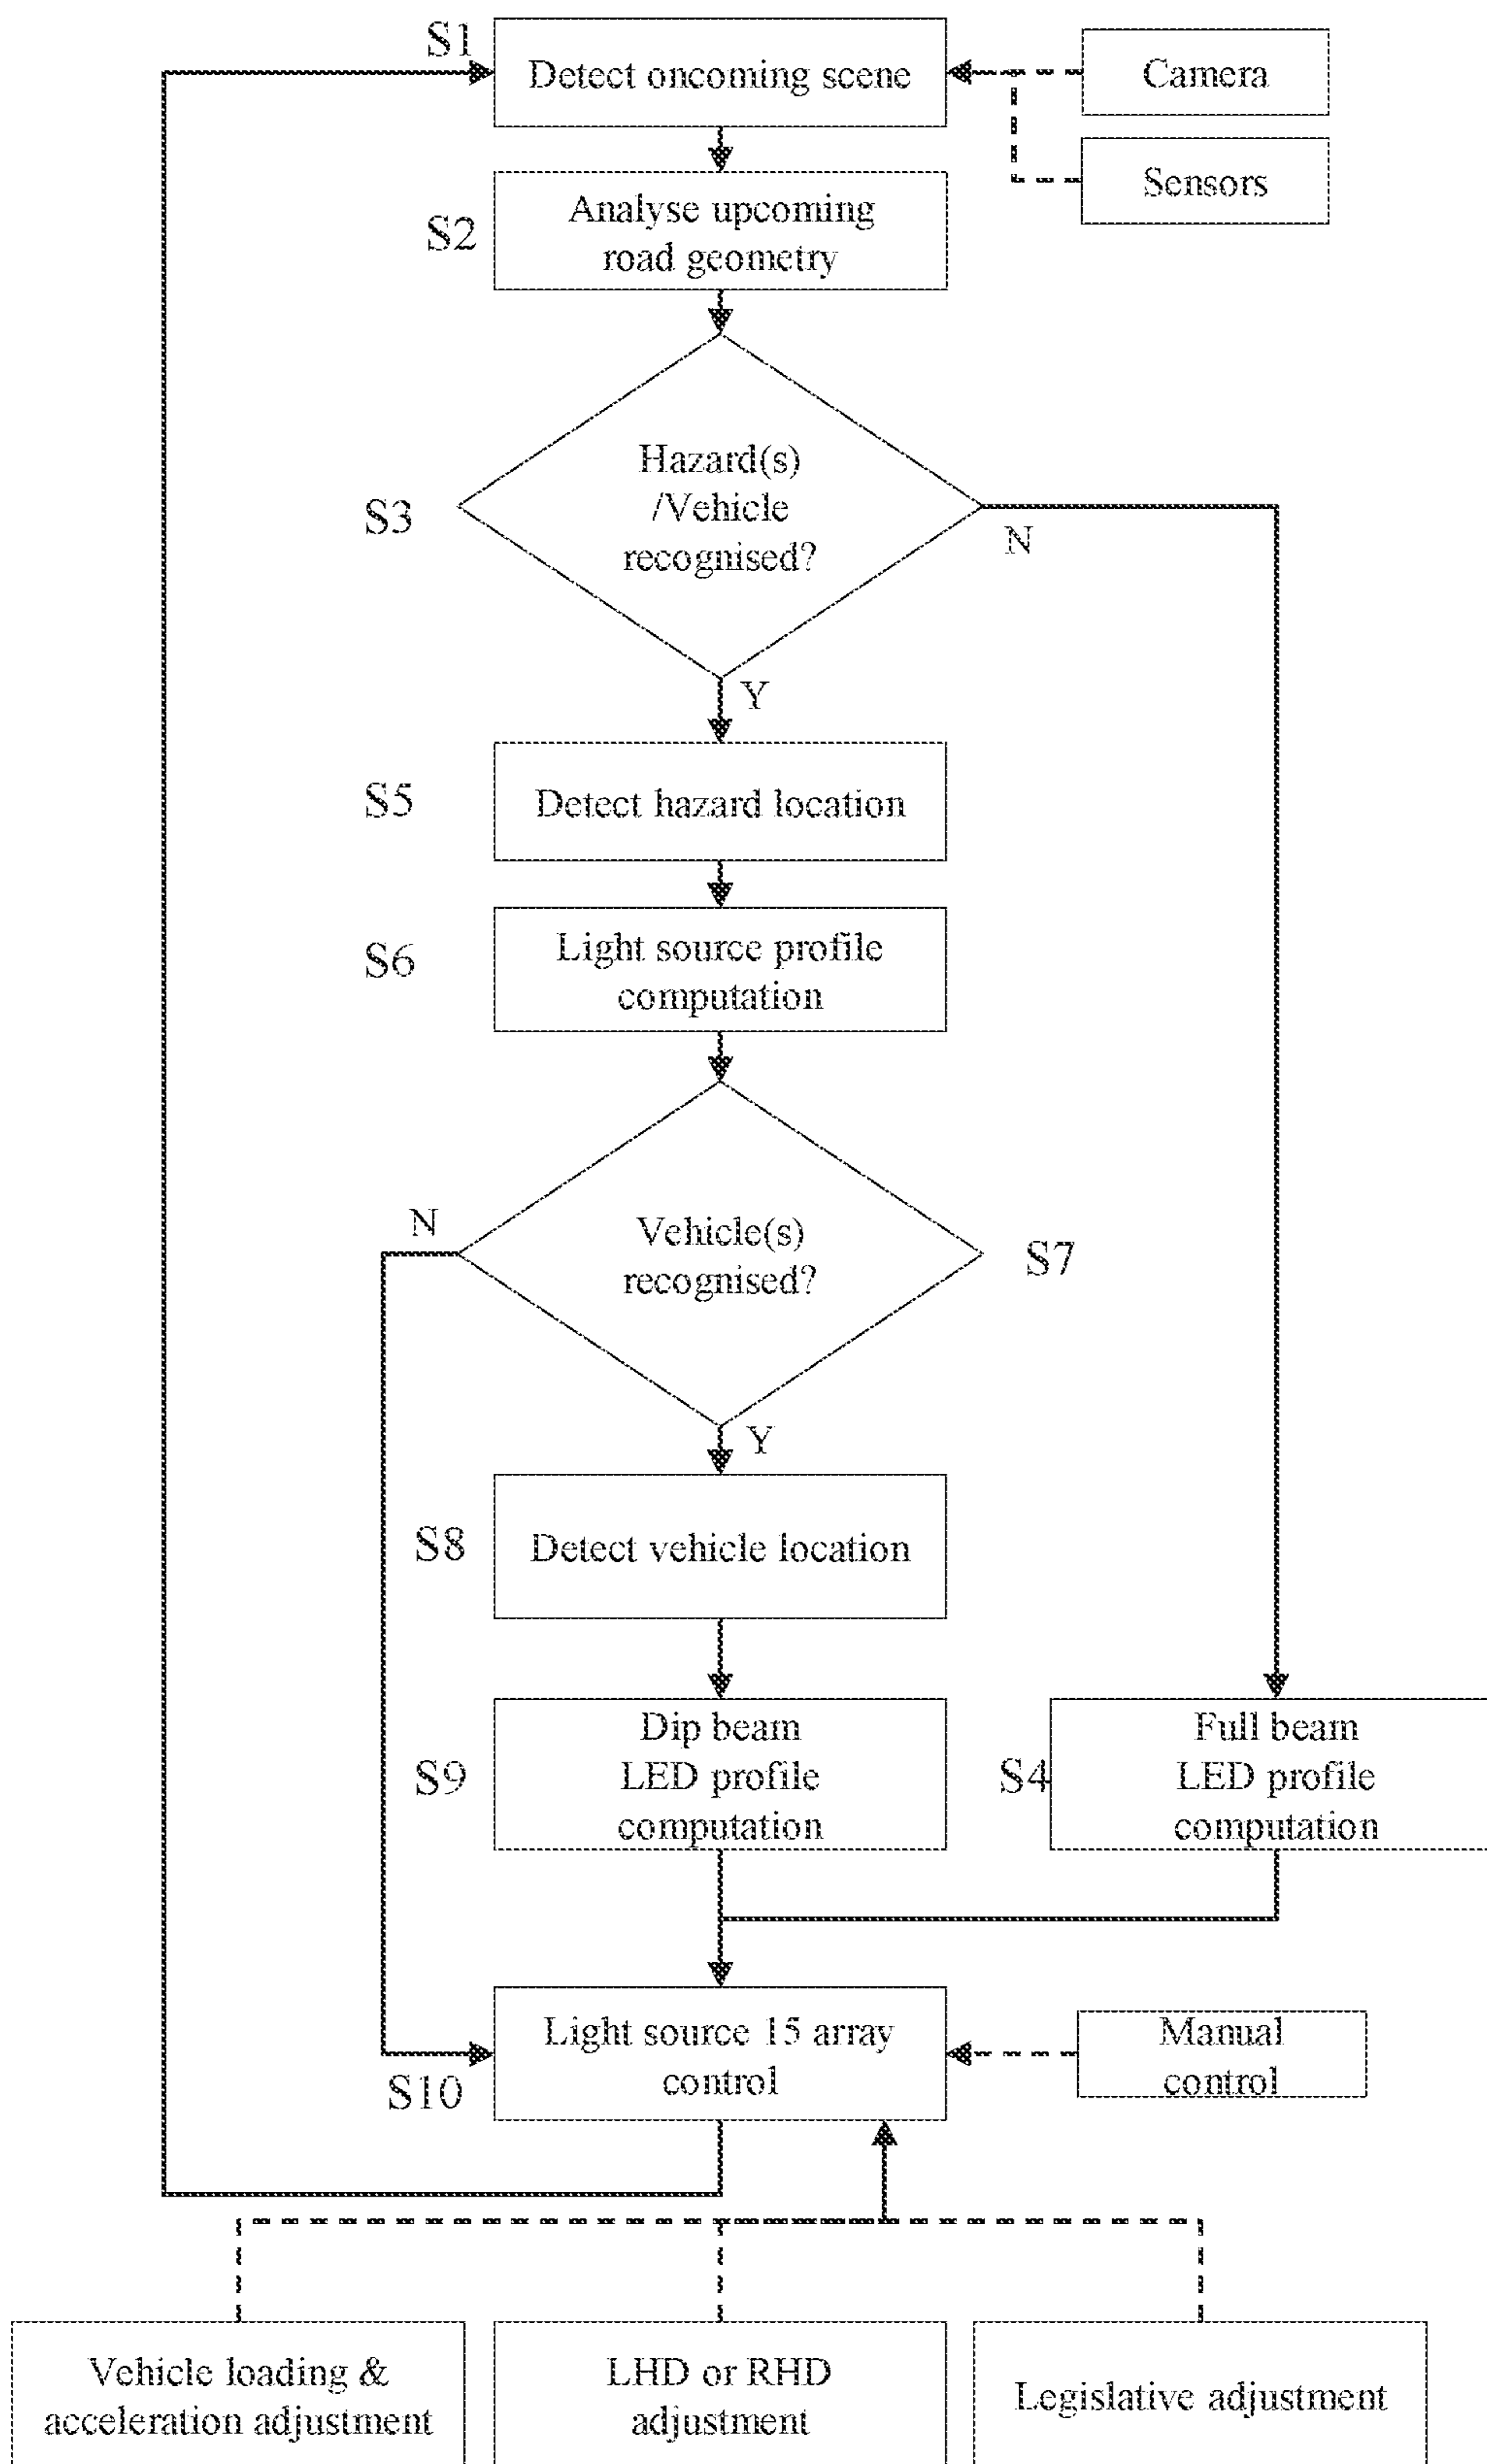 S1
Detect oncoming scene
Camera
Sensors
S2
Analyse upcoming
road geometry
S3
Hazard(s)
/Vehicle
recognised?
N
Y
S5
Detect hazard location
S6
Light source profile
computation
N
Vehicle(s)
recognised?
S7
Y
S8
Detect vehicle location
S9
Dip beam
LED profile
computation
S4
Full beam
LED profile
computation
Light source 15 array
control
S10
Manual
control
Vehicle loading &
acceleration adjustment
LHD or RHD
adjustment
Legislative adjustment